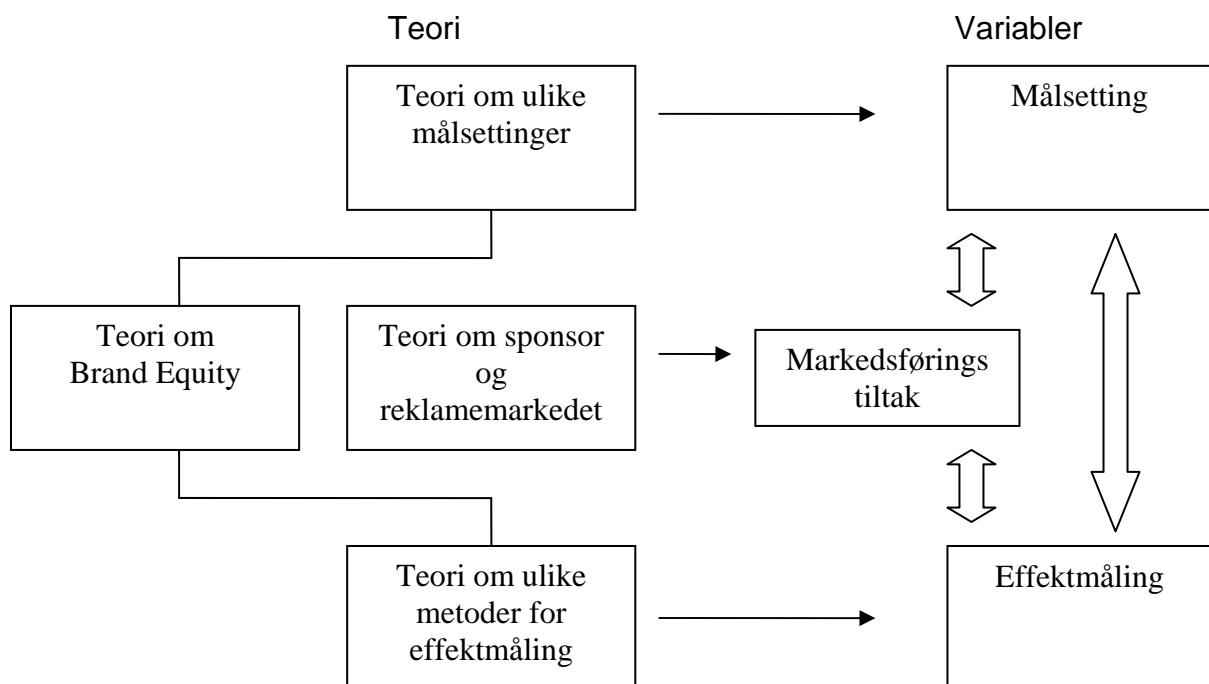 Teori
Variabler
Teori om ulike
målsettinger
Målsetting
Teori om
Brand Equity
Teori om sponsor
og
reklamemarkedet
Markedsførings
tiltak
Teori om ulike
metoder for
effektmåling
Effektmåling